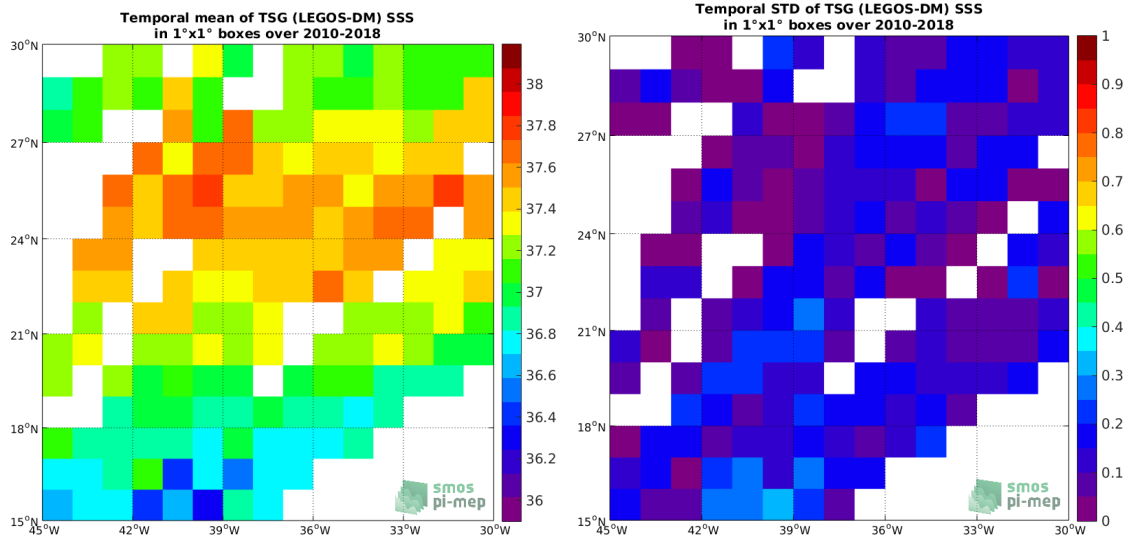 Temporal mean of TSG (LEGOS-DM) SSS
in 1°x1° boxes over 2010-2018
30°N
27°N
24°N
21°N
18°N
15°N
45°W
42°W
39°W
36°W
33°W
30°W
38
37.8
37.6
37.4
37.2
37
36.8
36.6
36.4
36.2
36
smos
pi-mep
Temporal STD of TSG (LEGOS-DM) SSS
in 1°x1° boxes over 2010-2018
30°N
27°N
24°N
21°N
18°N
15°N
45°W
42°W
39°W
36°W
33°W
30°W
1
0.9
0.8
0.7
0.6
0.5
0.4
0.3
0.2
0.1
0
smos
pi-mep